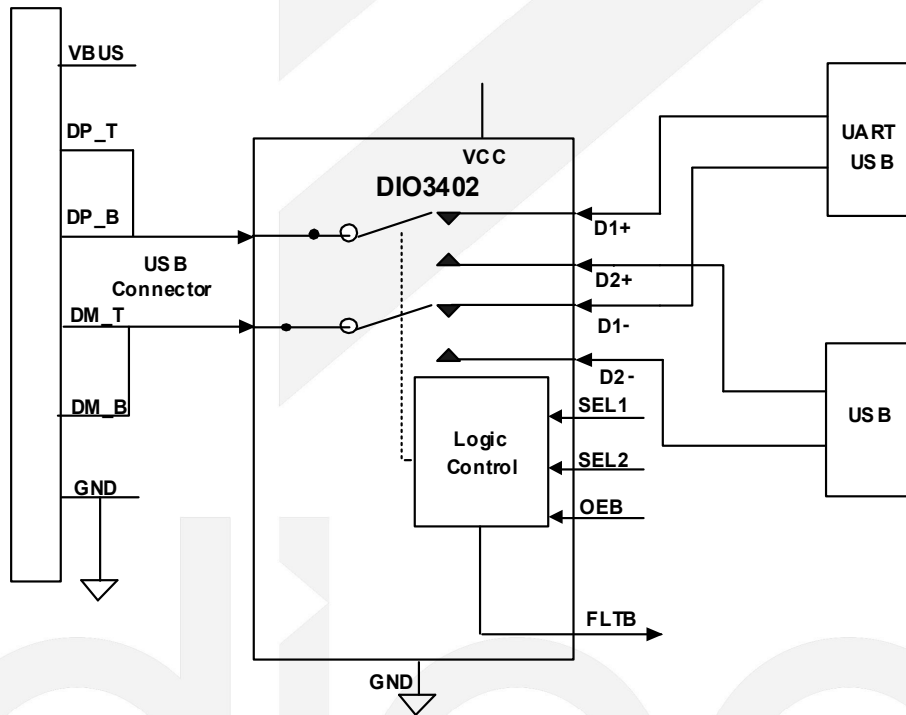 VBUS
DP_T
DP_B
USB
Connector
DM_T
DM_B
GND
VCC
DIO3402
D1+
D2+
D1-
D2-
Logic
Control
SEL1
SEL2
OEB
FLTB
GND
UART
USB
USB
dioo